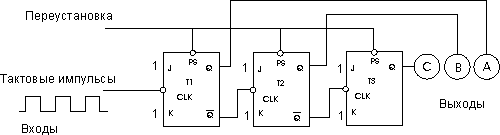 Переустановка
1 J PS Q 1 J PS Q 1 J PS Q C B A
Тактовые импульсы T1 T2 T3
CLK CLK CLK Выходы
1 K Q 1 K Q 1 K Q
Входы